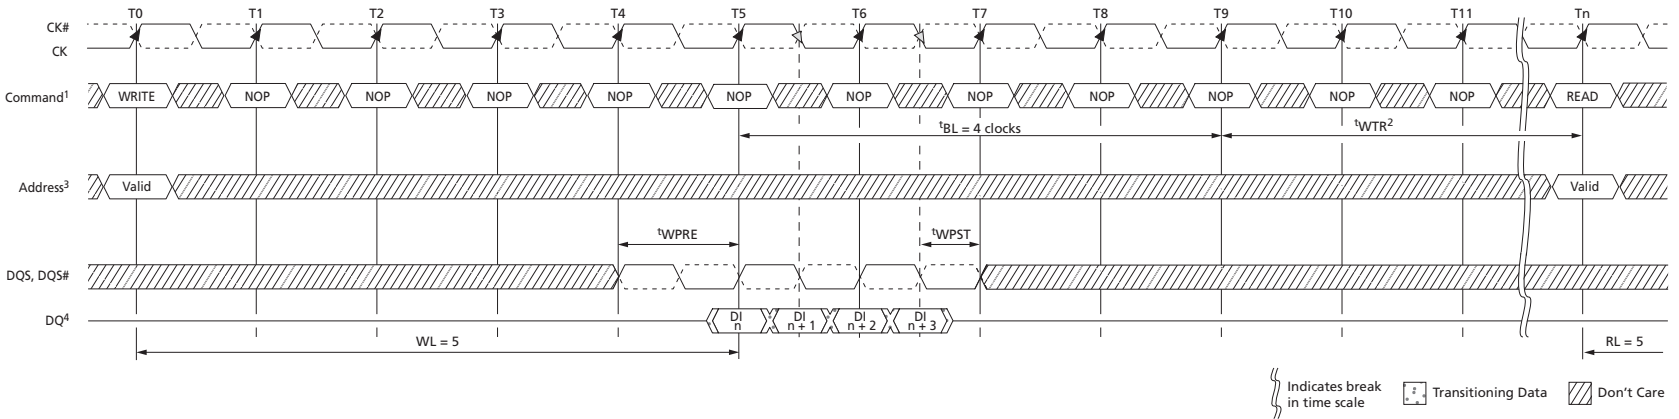 T0 T1 T2 T3 T4 T5 T6 T7 T8 T9 T10 T11 Tn
CK#
CK
Command¹ WRITE NOP NOP NOP NOP NOP NOP NOP NOP NOP NOP NOP READ
ᵗBL = 4 clocks ᵗWTR²
Address³ Valid Valid
ᵗWPRE ᵗWPST
DQS, DQS#
DQ⁴ DI n DI n + 1 DI n + 2 DI n + 3
WL = 5 RL = 5
Indicates break
in time scale
Transitioning Data
Don't Care